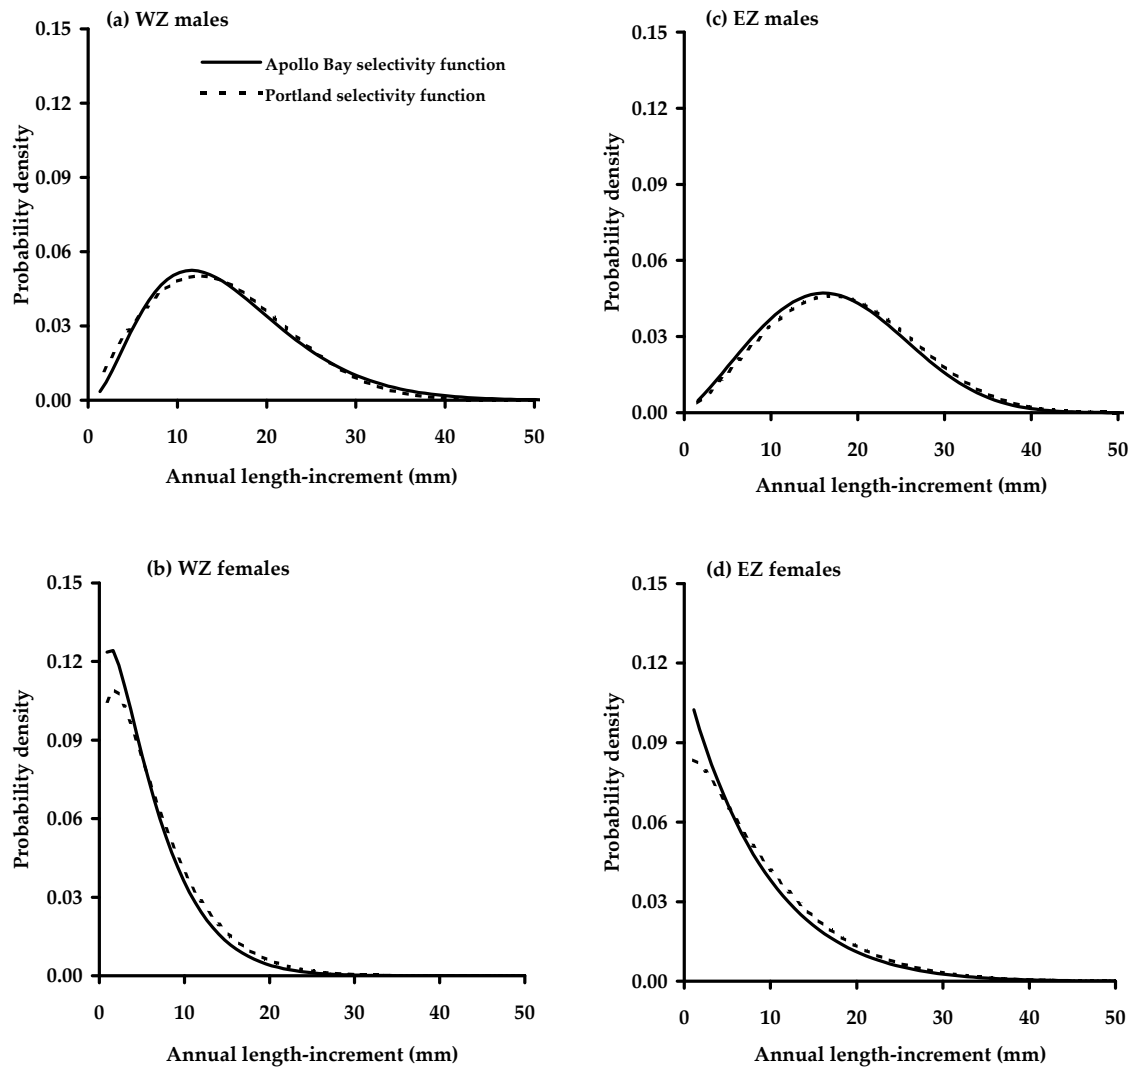 (a) WZ males
0.15
0.12
0.09
0.06
0.03
0.00
Probability density
Apollo Bay selectivity function
Portland selectivity function
0 10 20 30 40 50
Annual length-increment (mm)
(c) EZ males
0.15
0.12
0.09
0.06
0.03
0.00
Probability density
0 10 20 30 40 50
Annual length-increment (mm)
(b) WZ females
0.15
0.12
0.09
0.06
0.03
0.00
Probability density
0 10 20 30 40 50
Annual length-increment (mm)
(d) EZ females
0.15
0.12
0.09
0.06
0.03
0.00
Probability density
0 10 20 30 40 50
Annual length-increment (mm)